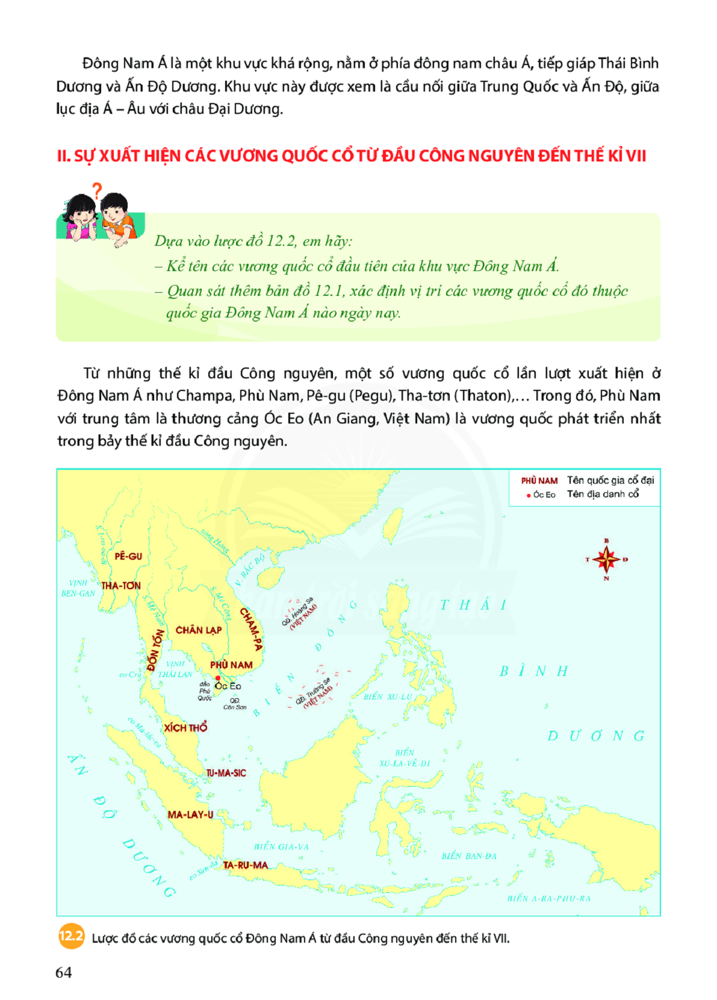 Đông Nam Á là một khu vực khá rộng, nằm ở phía đông nam châu Á, tiếp giáp Thái Bình
Dương và Ấn Độ Dương. Khu vực này được xem là cầu nối giữa Trung Quốc và Ấn Độ, giữa
lục địa Á – Âu với châu Đại Dương.
II. SỰ XUẤT HIỆN CÁC VƯƠNG QUỐC CỔ TỪ ĐẦU CÔNG NGUYÊN ĐẾN THẾ KỈ VII
?
Dựa vào lược đồ 12.2, em hãy:
– Kể tên các vương quốc cổ đầu tiên của khu vực Đông Nam Á.
– Quan sát thêm bản đồ 12.1, xác định vị trí các vương quốc cổ đó thuộc
quốc gia Đông Nam Á nào ngày nay.
Từ những thế kỉ đầu Công nguyên, một số vương quốc cổ lần lượt xuất hiện ở
Đông Nam Á như Champa, Phù Nam, Pê-gu (Pegu), Tha-tơn (Thaton),... Trong đó, Phù Nam
với trung tâm là thương cảng Óc Eo (An Giang, Việt Nam) là vương quốc phát triển nhất
trong bảy thế kỉ đầu Công nguyên.
PHÙ NAM Tên quốc gia cổ đại
Óc Eo Tên địa danh cổ
B
T Đ
N
S. I-ra-oa-đi
sông Hồng
PÊ-GU
V. BẮC BỘ
VỊNH
BEN-GAN
THA-TƠN
S. Mê Nam
S. Mê Công
CHÂN LẠP
CHAM-PA
QĐ. Hoàng Sa
(VIỆT NAM)
BIỂN ĐÔNG
THÁI
BÌNH
DƯƠNG
ĐỐN TỐN
VỊNH
THÁI LAN
eo Cra
PHÙ NAM
Óc Eo
đảo
Phú
Quốc
QĐ.
Côn Sơn
QĐ. Trường Sa
(VIỆT NAM)
BIỂN XU-LU
XÍCH THỔ
eo Ma-lắc-ca
BIỂN
XU-LA-VÊ-DI
TU-MA-SIC
ẤN ĐỘ DƯƠNG
MA-LAY-U
BIỂN GIA-VA
BIỂN BAN-ĐA
eo Xun-đa
TA-RU-MA
BIỂN A-RA-PHU-RA
chân trời sáng tạo
12.2 Lược đồ các vương quốc cổ Đông Nam Á từ đầu Công nguyên đến thế kỉ VII.
64